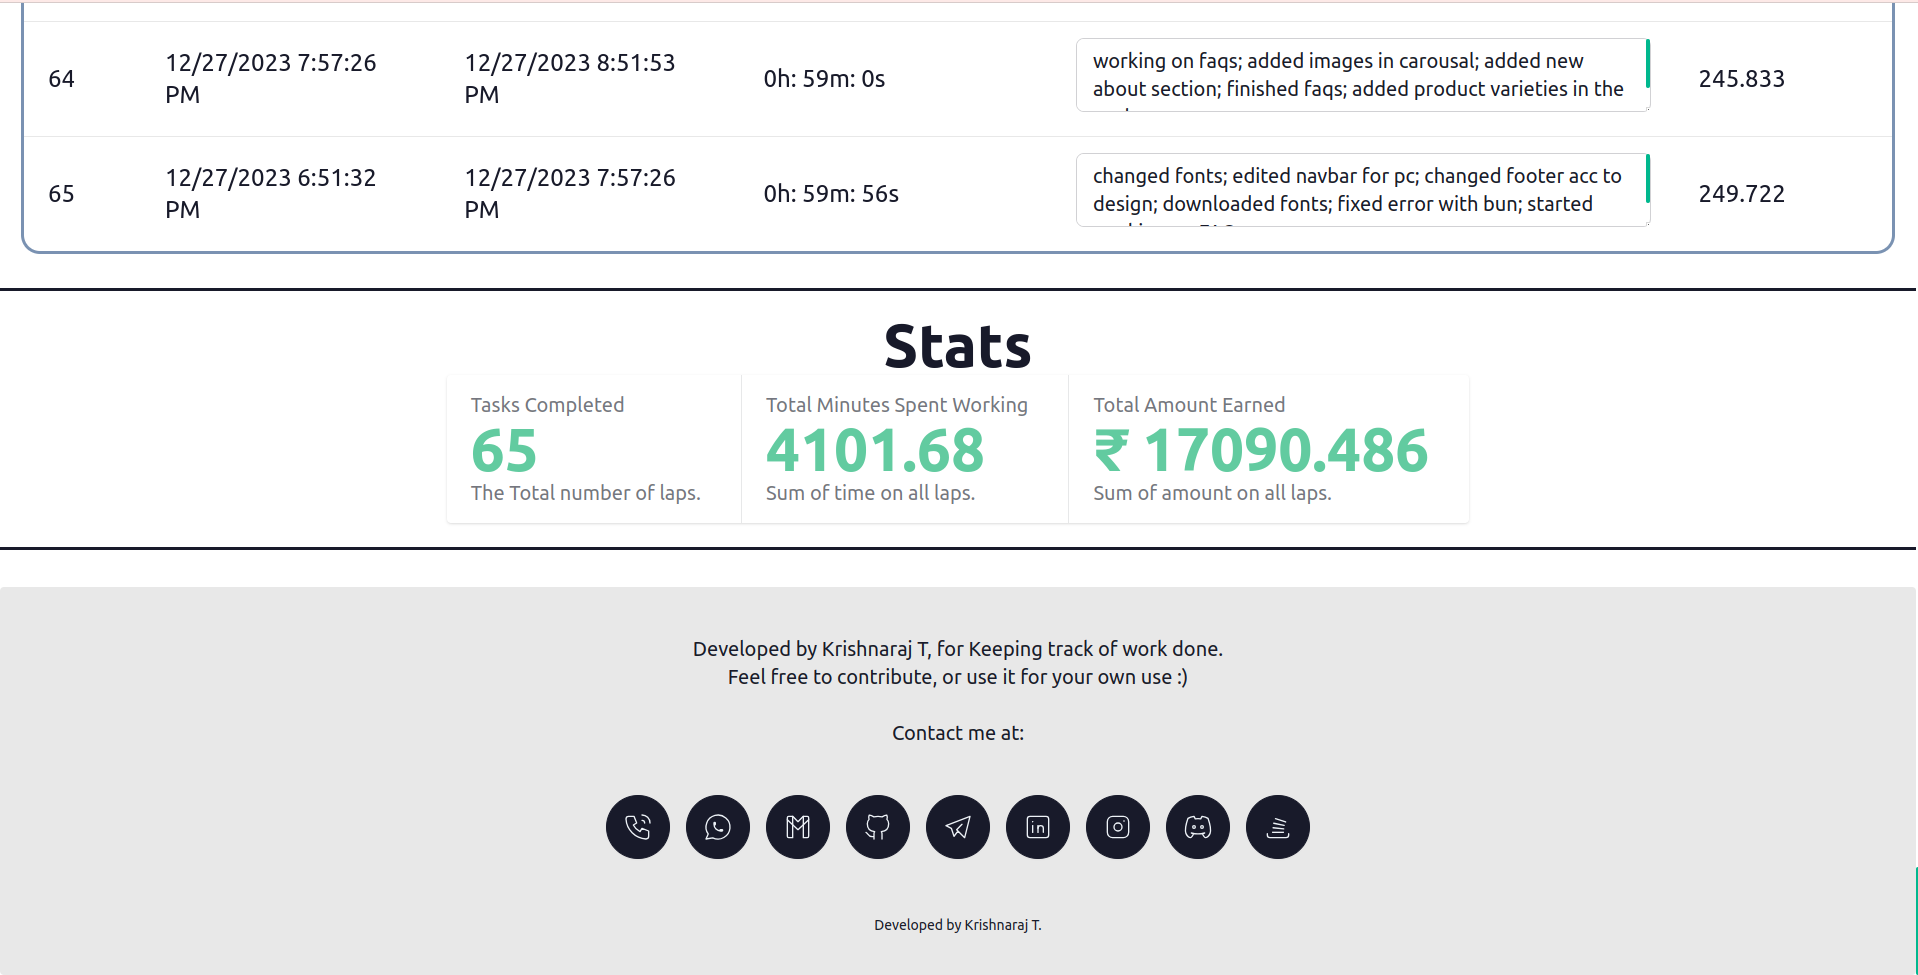 64
12/27/2023 7:57:26
PM
12/27/2023 8:51:53
PM
0h: 59m: 0s
working on faqs; added images in carousal; added new
about section; finished faqs; added product varieties in the
245.833
65
12/27/2023 6:51:32
PM
12/27/2023 7:57:26
PM
0h: 59m: 56s
changed fonts; edited navbar for pc; changed footer acc to
design; downloaded fonts; fixed error with bun; started
249.722
Stats
Tasks Completed
65
The Total number of laps.
Total Minutes Spent Working
4101.68
Sum of time on all laps.
Total Amount Earned
₹ 17090.486
Sum of amount on all laps.
Developed by Krishnaraj T, for Keeping track of work done.
Feel free to contribute, or use it for your own use :)
Contact me at:
Developed by Krishnaraj T.